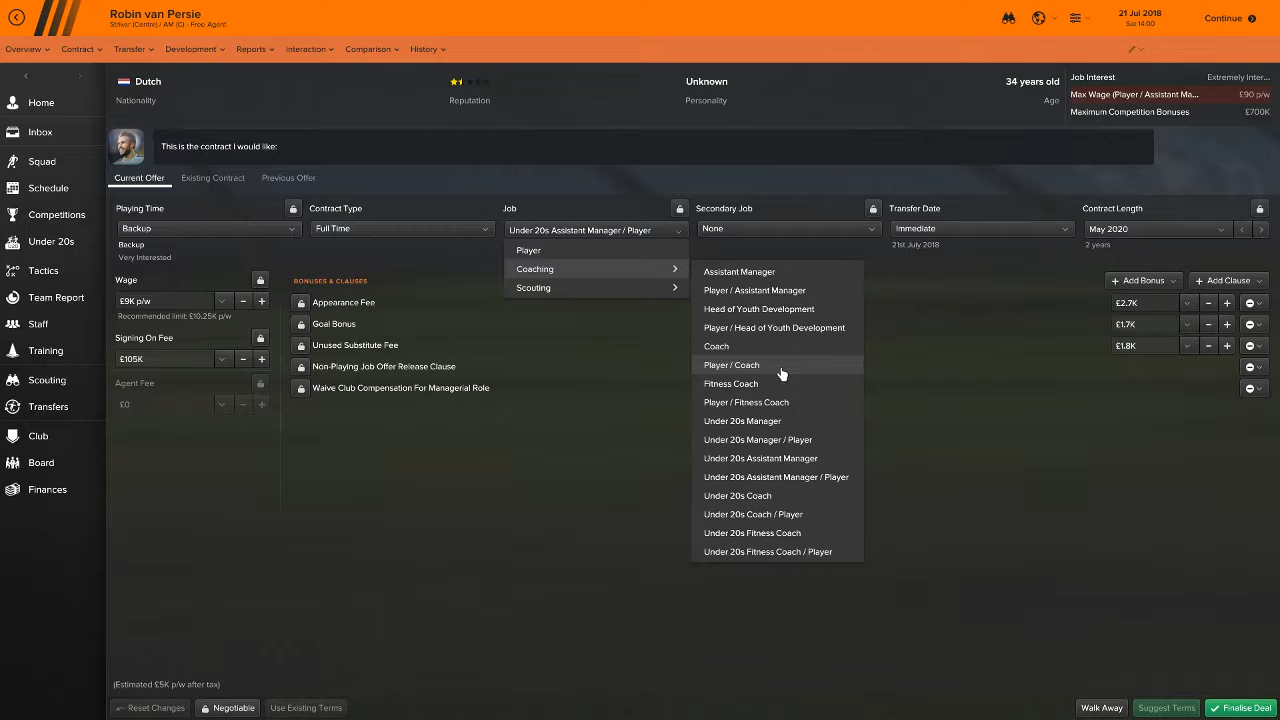 Robin van Persie
Striker (Centre) / AM (C) - Free Agent
21 Jul 2018
Sat 14:00
Continue
Overview
Contract
Transfer
Development
Reports
Interaction
Comparison
History
Home
Inbox
Squad
Schedule
Competitions
Under 20s
Tactics
Team Report
Staff
Training
Scouting
Transfers
Club
Board
Finances
Dutch
Nationality
Reputation
Unknown
Personality
34 years old
Age
Job Interest Extremely Inter...
Max Wage (Player / Assistant Ma... £90 p/w
Maximum Competition Bonuses £700K
This is the contract I would like:
Current Offer
Existing Contract
Previous Offer
Playing Time
Backup
Backup
Very Interested
Contract Type
Full Time
Job
Under 20s Assistant Manager / Player
Player
Coaching
Scouting
Secondary Job
None
Assistant Manager
Player / Assistant Manager
Head of Youth Development
Player / Head of Youth Development
Coach
Player / Coach
Fitness Coach
Player / Fitness Coach
Under 20s Manager
Under 20s Manager / Player
Under 20s Assistant Manager
Under 20s Assistant Manager / Player
Under 20s Coach
Under 20s Coach / Player
Under 20s Fitness Coach
Under 20s Fitness Coach / Player
Transfer Date
Immediate
21st July 2018
Contract Length
May 2020
2 years
Wage
£9K p/w
Recommended limit: £10.25K p/w
Signing On Fee
£105K
Agent Fee
£0
BONUSES & CLAUSES
Add Bonus
Add Clause
Appearance Fee
£2.7K
Goal Bonus
£1.7K
Unused Substitute Fee
£1.8K
Non-Playing Job Offer Release Clause
Waive Club Compensation For Managerial Role
(Estimated £5K p/w after tax)
Reset Changes
Negotiable
Use Existing Terms
Walk Away
Suggest Terms
Finalise Deal